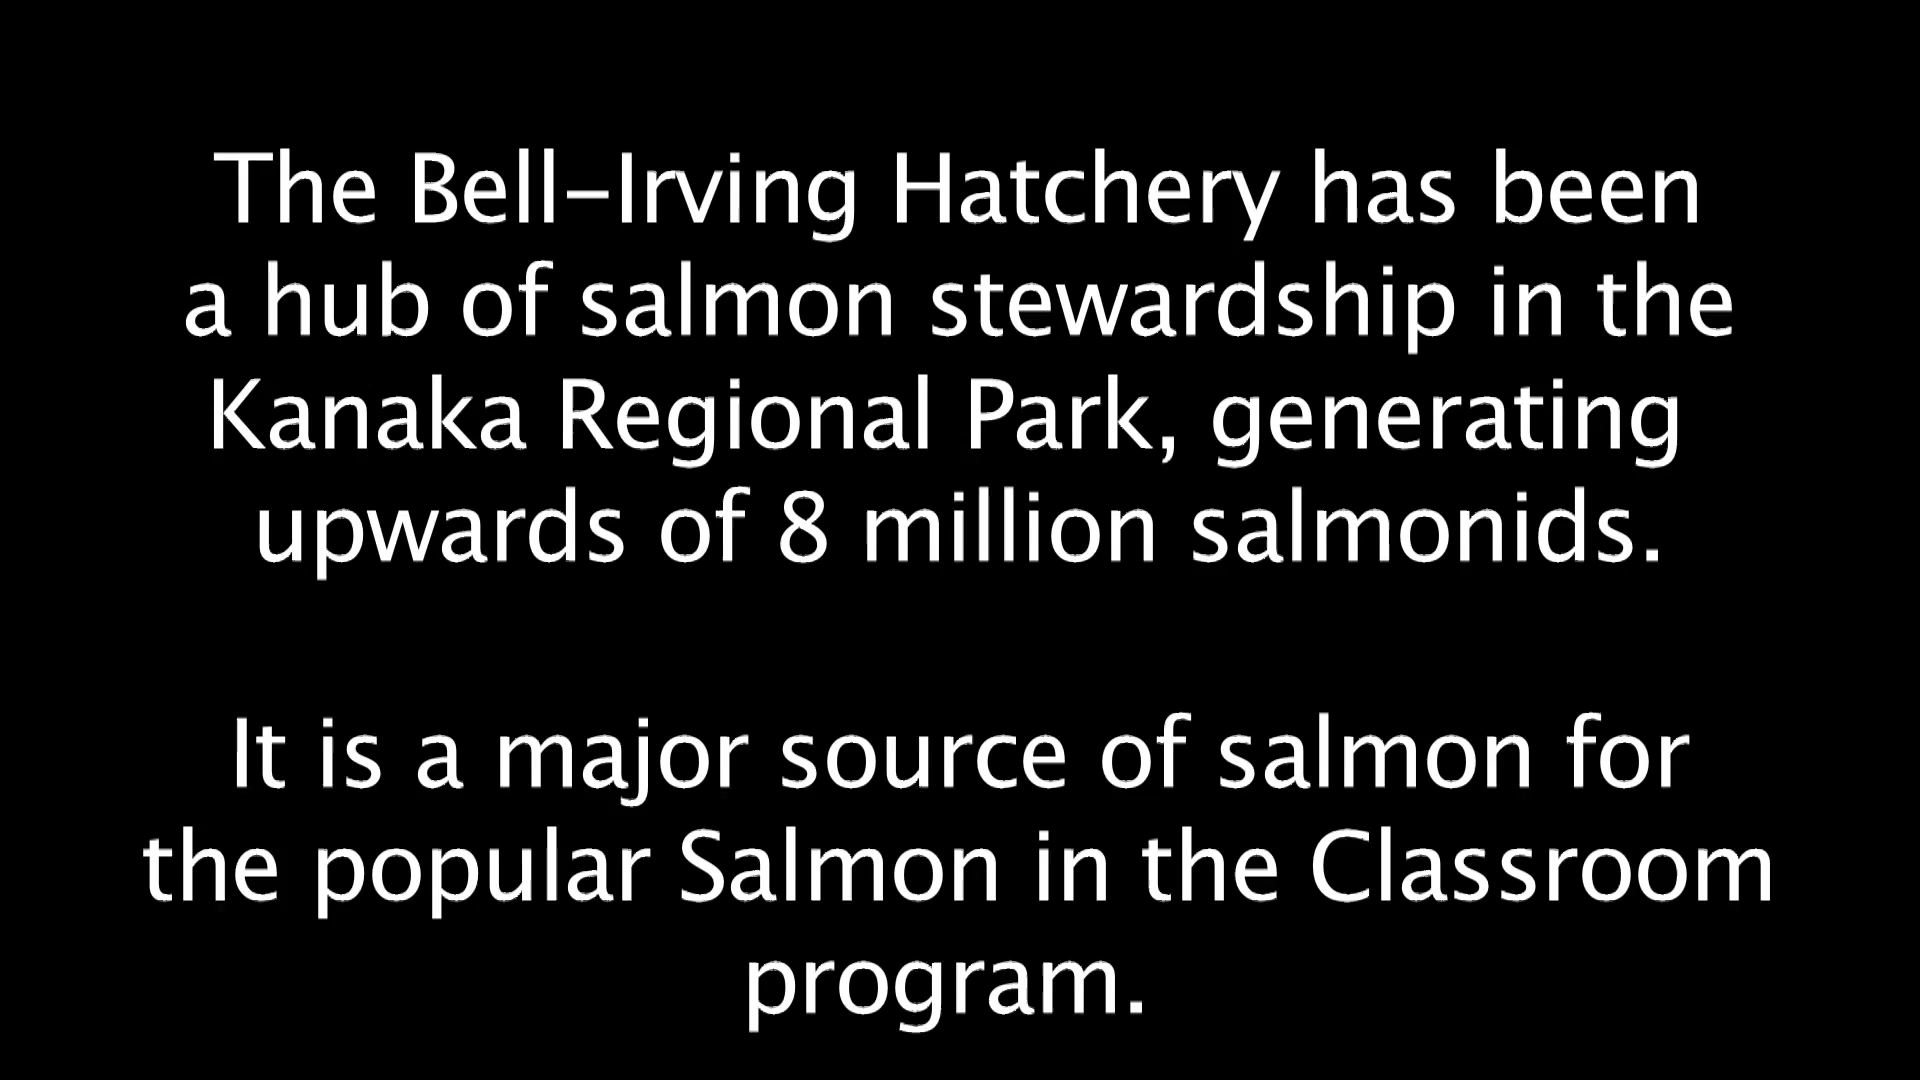 The Bell-Irving Hatchery has been
a hub of salmon stewardship in the
Kanaka Regional Park, generating
upwards of 8 million salmonids.
It is a major source of salmon for
the popular Salmon in the Classroom
program.